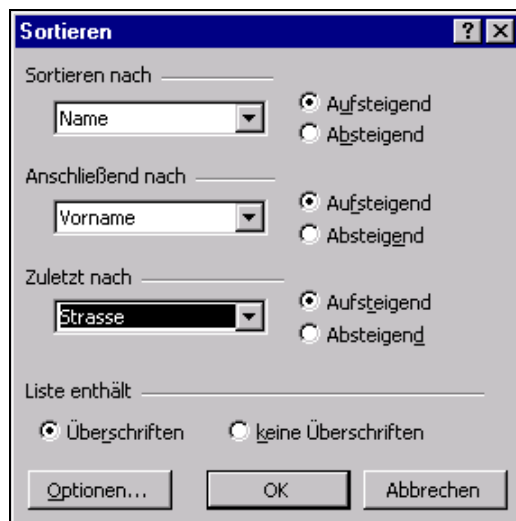 Sortieren
Sortieren nach
Name
Aufsteigend
Absteigend
Anschließend nach
Vorname
Aufsteigend
Absteigend
Zuletzt nach
Strasse
Aufsteigend
Absteigend
Liste enthält
Überschriften keine Überschriften
Optionen... OK Abbrechen